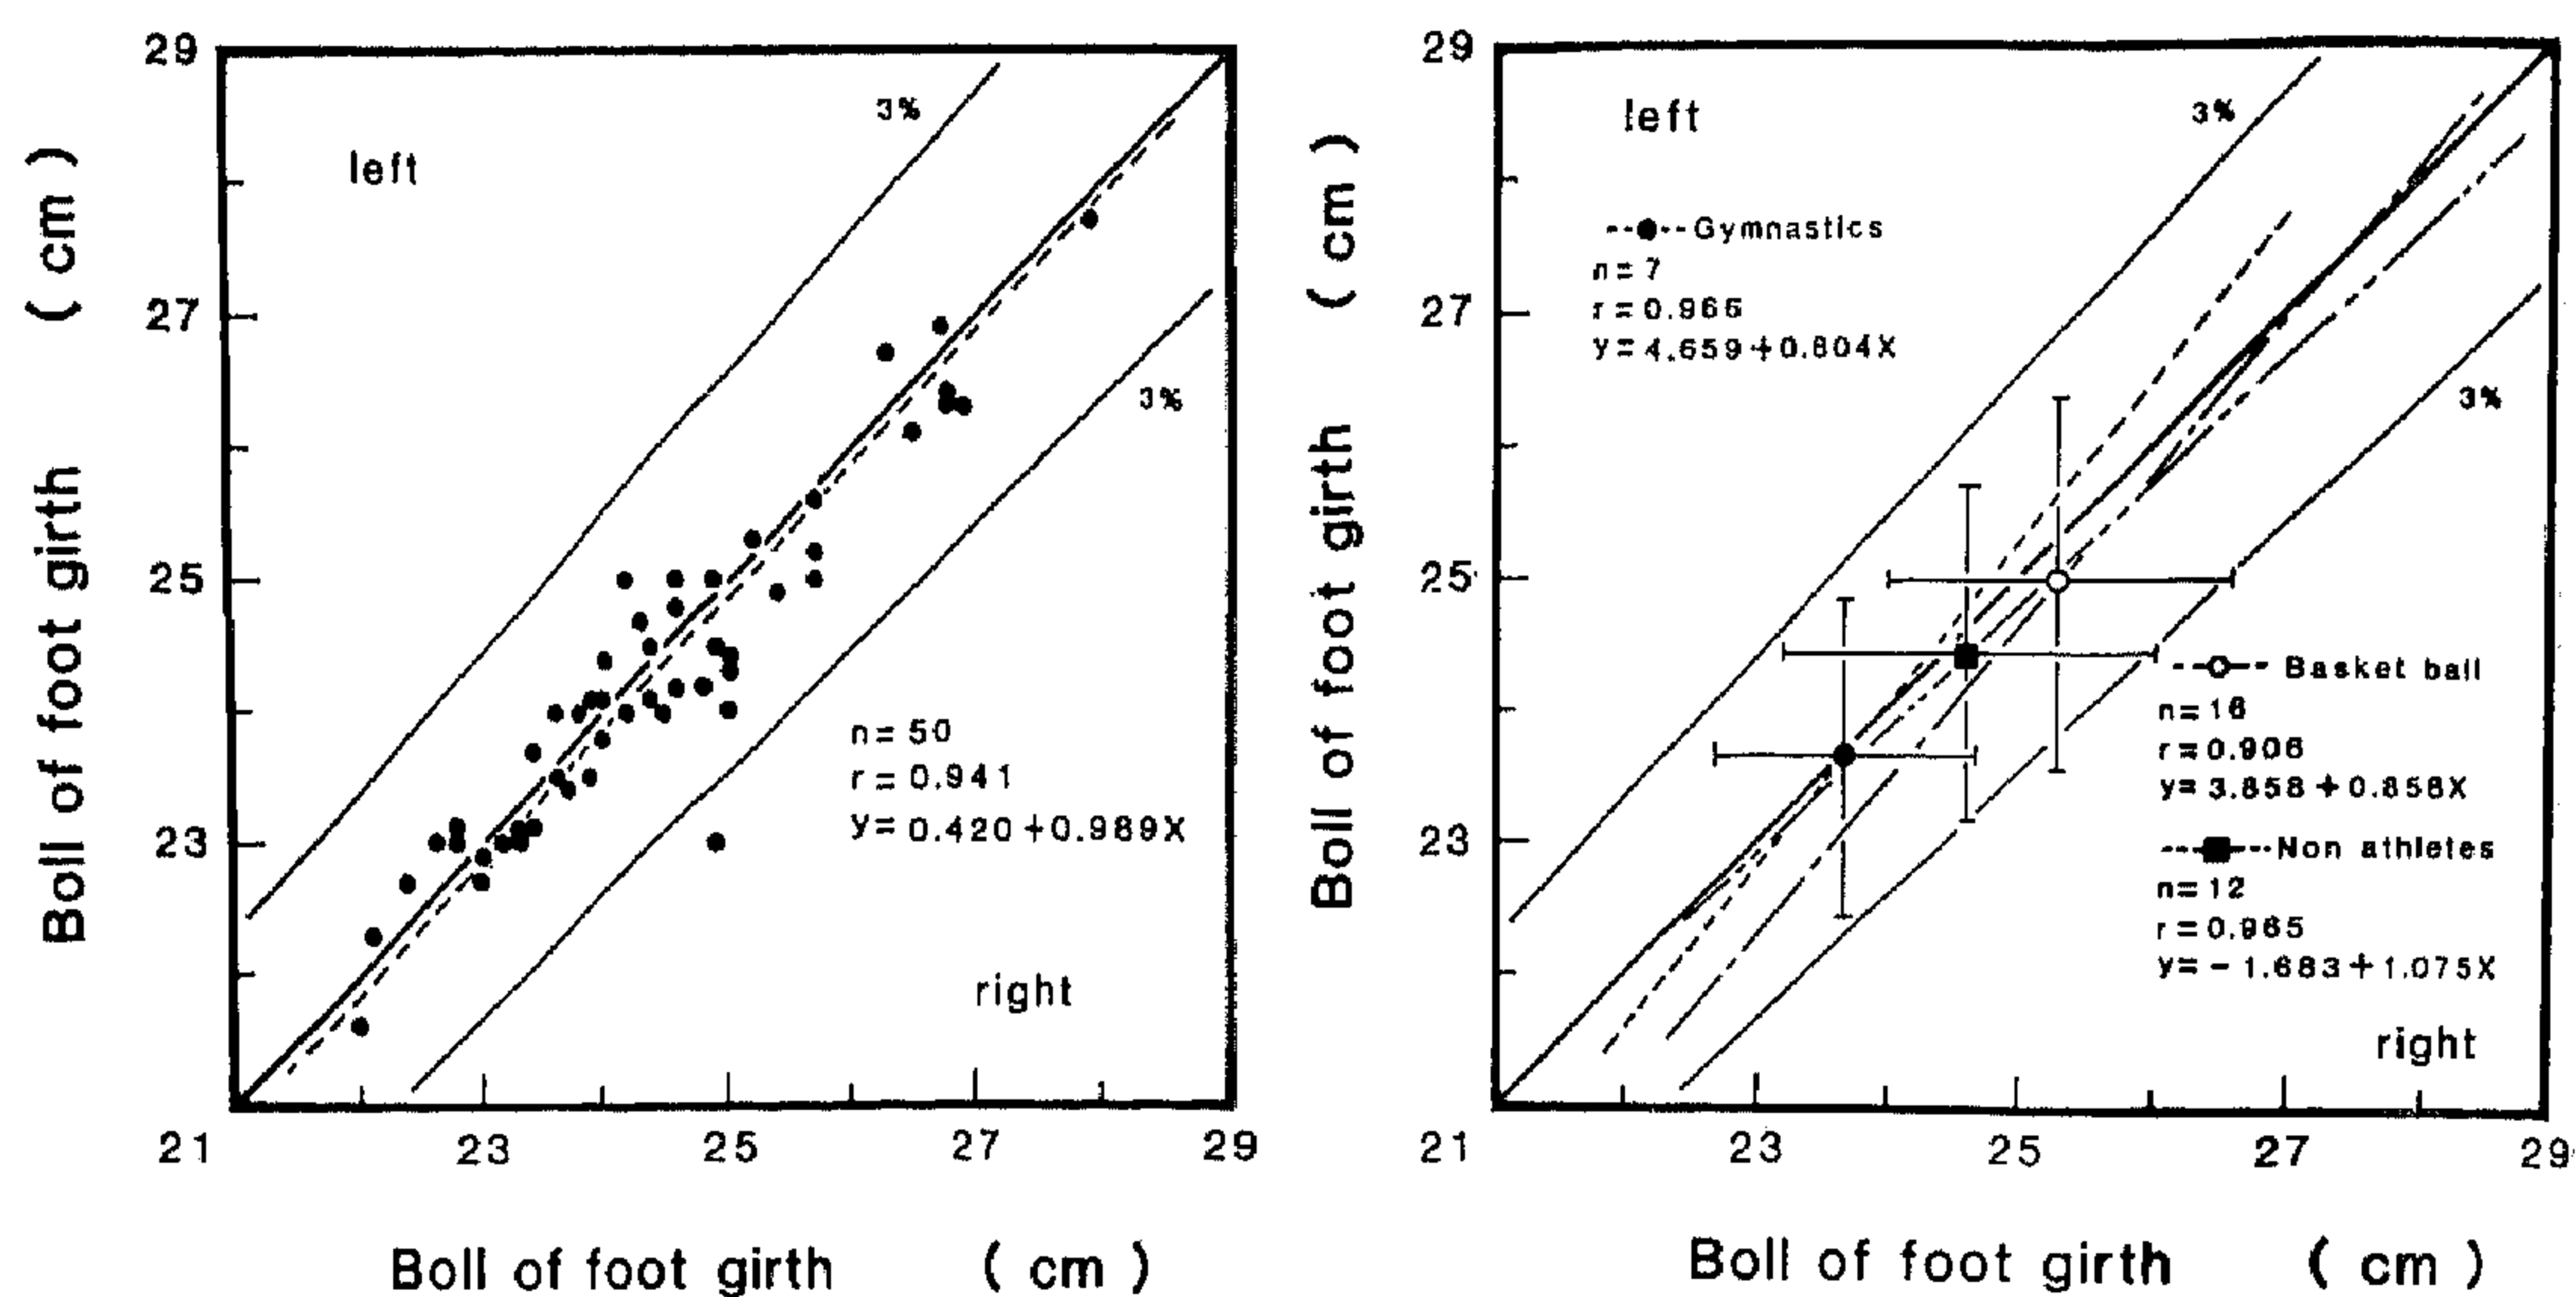 29
27
25
23
21
23
25
27
29
Boll of foot girth ( cm )
Boll of foot girth ( cm )
left
3%
3%
n= 50
r = 0.941
y= 0.420+0.989X
right
29
27
25
23
21
23
25
27
29
Boll of foot girth ( cm )
Boll of foot girth ( cm )
left
3%
3%
--●--Gymnastics
n=7
r=0.965
y=4.659+0.804X
--○-- Basket ball
n=16
r=0.906
y=3.858+0.858X
--■--Non athletes
n=12
r=0.965
y=-1.683+1.075X
right